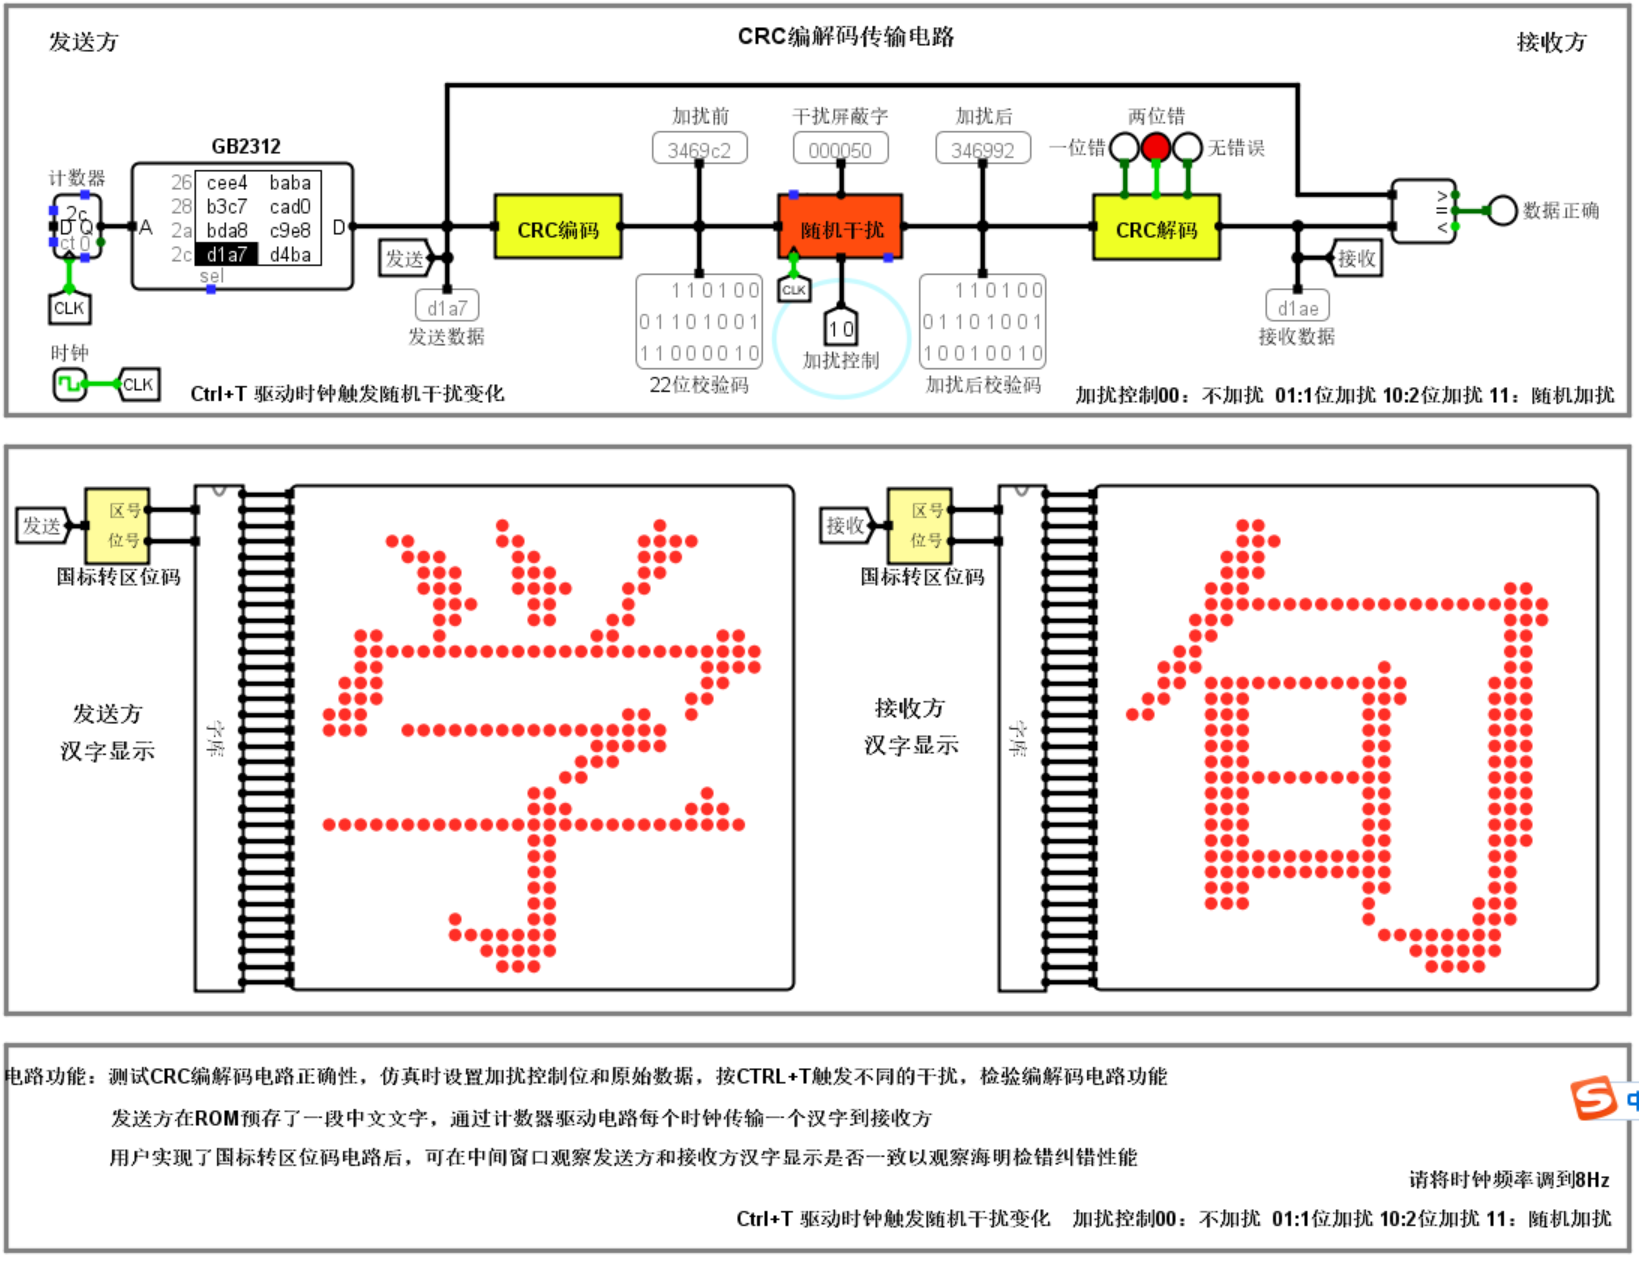 发送方
CRC编解码传输电路
接收方
加扰前
干扰屏蔽字
加扰后
两位错
3469c2
000050
346992
一位错
无错误
GB2312
计数器
26 cee4 baba
28 b3c7 cad0
2a bda8 c9e8
2c d1a7 d4ba
sel
A
D
2c
D Q
ct 0
CRC编码
随机干扰
CRC解码
>
=
<
数据正确
发送
接收
CLK
CLK
d1a7
发送数据
110100
01101001
11000010
22位校验码
10
加扰控制
110100
01101001
10010010
加扰后校验码
d1ae
接收数据
时钟
CLK
Ctrl+T 驱动时钟触发随机干扰变化
加扰控制00：不加扰 01:1位加扰 10:2位加扰 11：随机加扰
发送
区号
位号
国标转区位码
字库
发送方
汉字显示
学
接收
区号
位号
国标转区位码
字库
接收方
汉字显示
旬
电路功能：测试CRC编解码电路正确性，仿真时设置加扰控制位和原始数据，按CTRL+T触发不同的干扰，检验编解码电路功能
发送方在ROM预存了一段中文文字，通过计数器驱动电路每个时钟传输一个汉字到接收方
用户实现了国标转区位码电路后，可在中间窗口观察发送方和接收方汉字显示是否一致以观察海明检错纠错性能
请将时钟频率调到8Hz
Ctrl+T 驱动时钟触发随机干扰变化 加扰控制00：不加扰 01:1位加扰 10:2位加扰 11：随机加扰
S